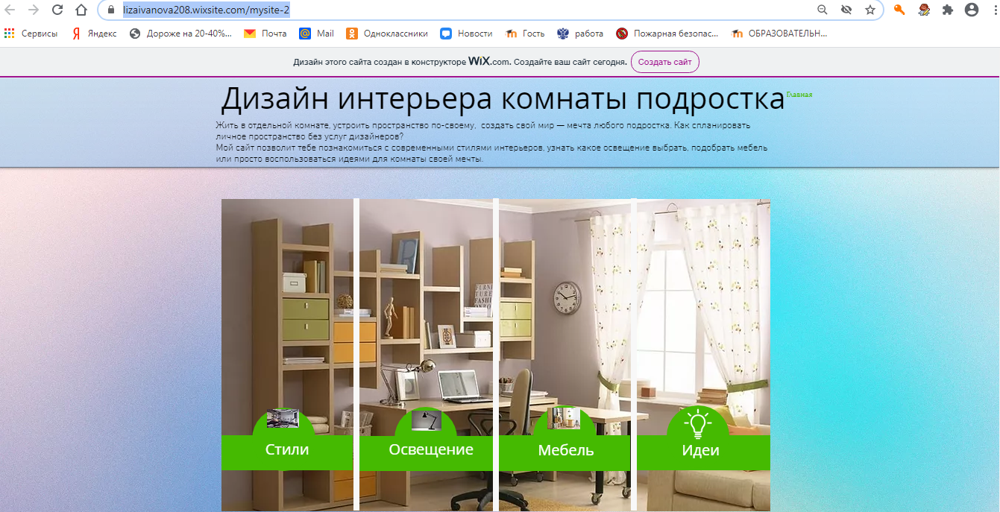 lizaivanova208.wixsite.com/mysite-2
Сервисы Яндекс Дороже на 20-40%... Почта Mail Одноклассники Новости Гость работа Пожарная безопас... ОБРАЗОВАТЕЛЬН...
Дизайн этого сайта создан в конструкторе WiX.com. Создайте ваш сайт сегодня. Создать сайт
Дизайн интерьера комнаты подростка Главная
Жить в отдельной комнате, устроить пространство по-своему, создать свой мир — мечта любого подростка. Как спланировать
личное пространство без услуг дизайнеров?
Мой сайт позволит тебе познакомиться с современными стилями интерьеров, узнать какое освещение выбрать, подобрать мебель
или просто воспользоваться идеями для комнаты своей мечты.
Стили Освещение Мебель Идеи